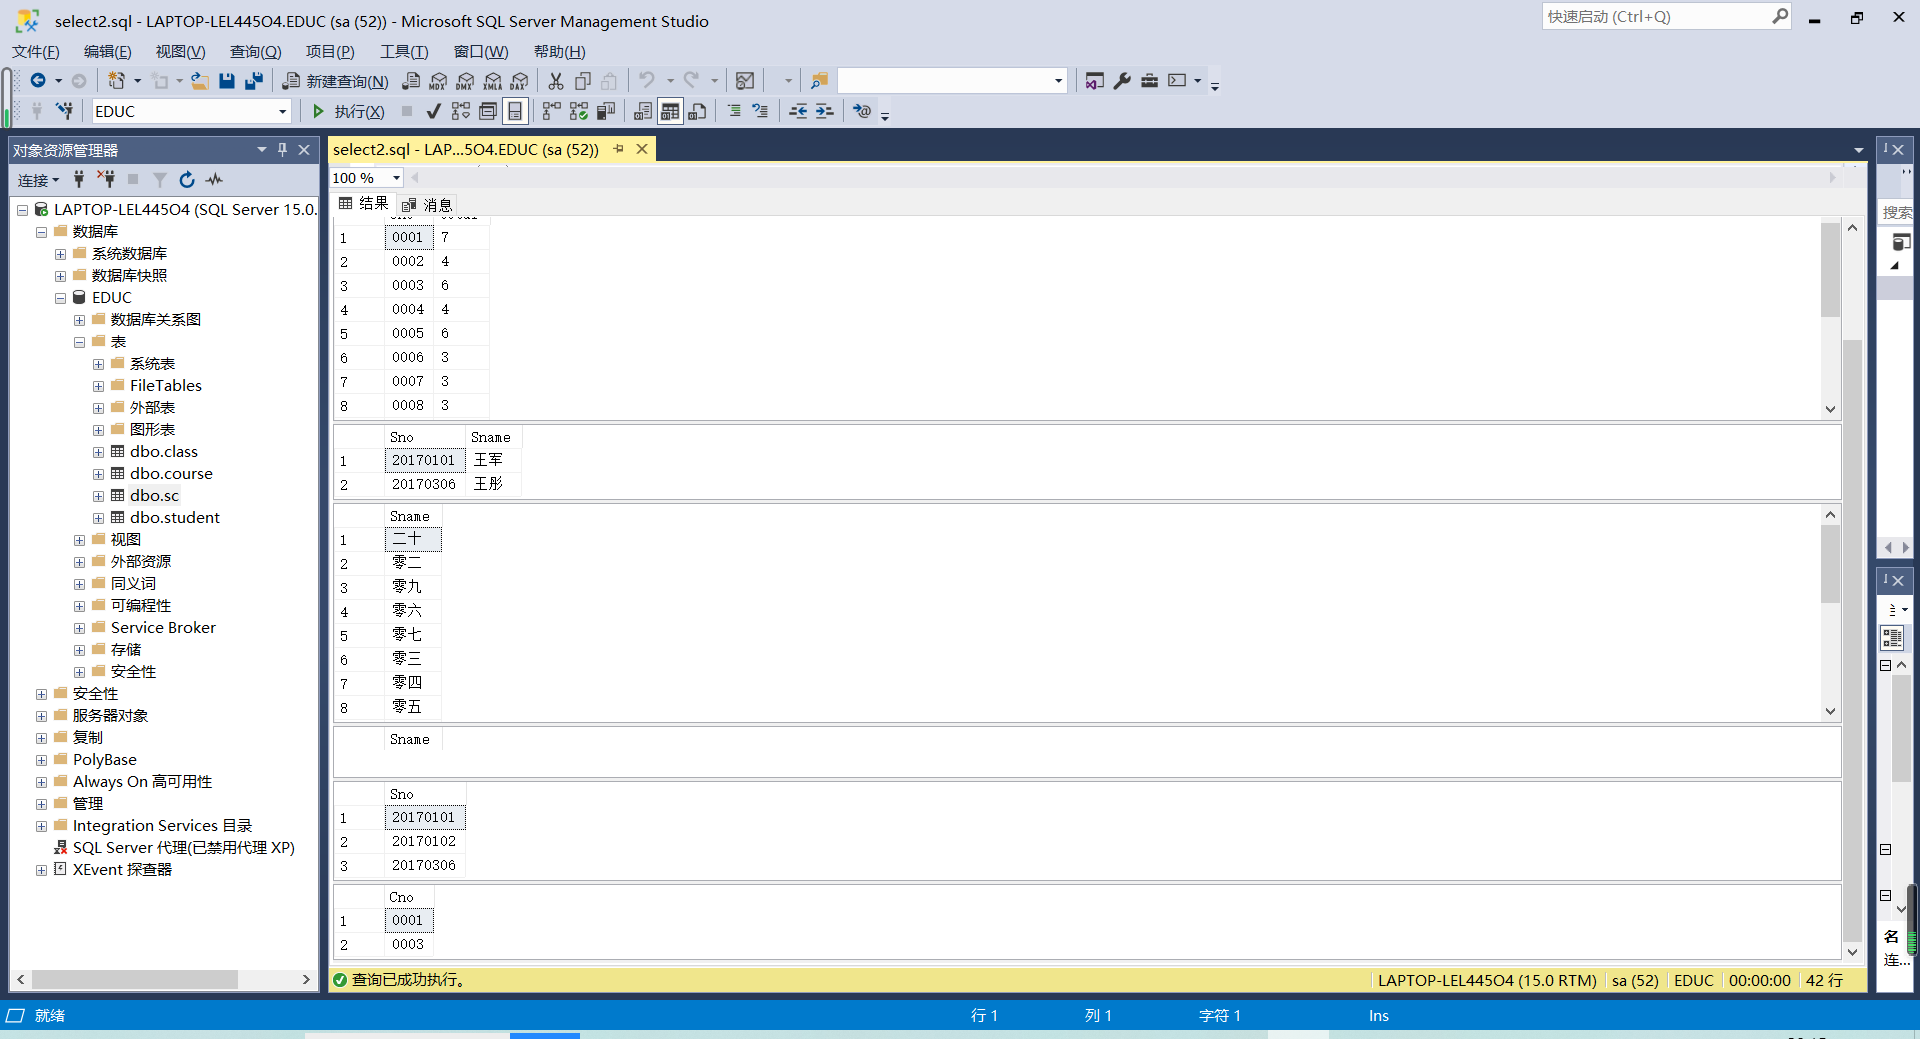 select2.sql - LAPTOP-LEL445O4.EDUC (sa (52)) - Microsoft SQL Server Management Studio
快速启动 (Ctrl+Q)
文件(F) 编辑(E) 视图(V) 查询(Q) 项目(P) 工具(T) 窗口(W) 帮助(H)
新建查询(N) MDX DMX XMLA DAX
EDUC 执行(X)
对象资源管理器
连接
LAPTOP-LEL445O4 (SQL Server 15.0.
数据库
系统数据库
数据库快照
EDUC
数据库关系图
表
系统表
FileTables
外部表
图形表
dbo.class
dbo.course
dbo.sc
dbo.student
视图
外部资源
同义词
可编程性
Service Broker
存储
安全性
安全性
服务器对象
复制
PolyBase
Always On 高可用性
管理
Integration Services 目录
SQL Server 代理(已禁用代理 XP)
XEvent 探查器
select2.sql - LAP...5O4.EDUC (sa (52))
100 %
结果 消息
1 0001 7
2 0002 4
3 0003 6
4 0004 4
5 0005 6
6 0006 3
7 0007 3
8 0008 3
Sno Sname
1 20170101 王军
2 20170306 王彤
Sname
1 二十
2 零二
3 零九
4 零六
5 零七
6 零三
7 零四
8 零五
Sname
Sno
1 20170101
2 20170102
3 20170306
Cno
1 0001
2 0003
搜索
名
连...
查询已成功执行。 LAPTOP-LEL445O4 (15.0 RTM) sa (52) EDUC 00:00:00 42 行
就绪 行 1 列 1 字符 1 Ins